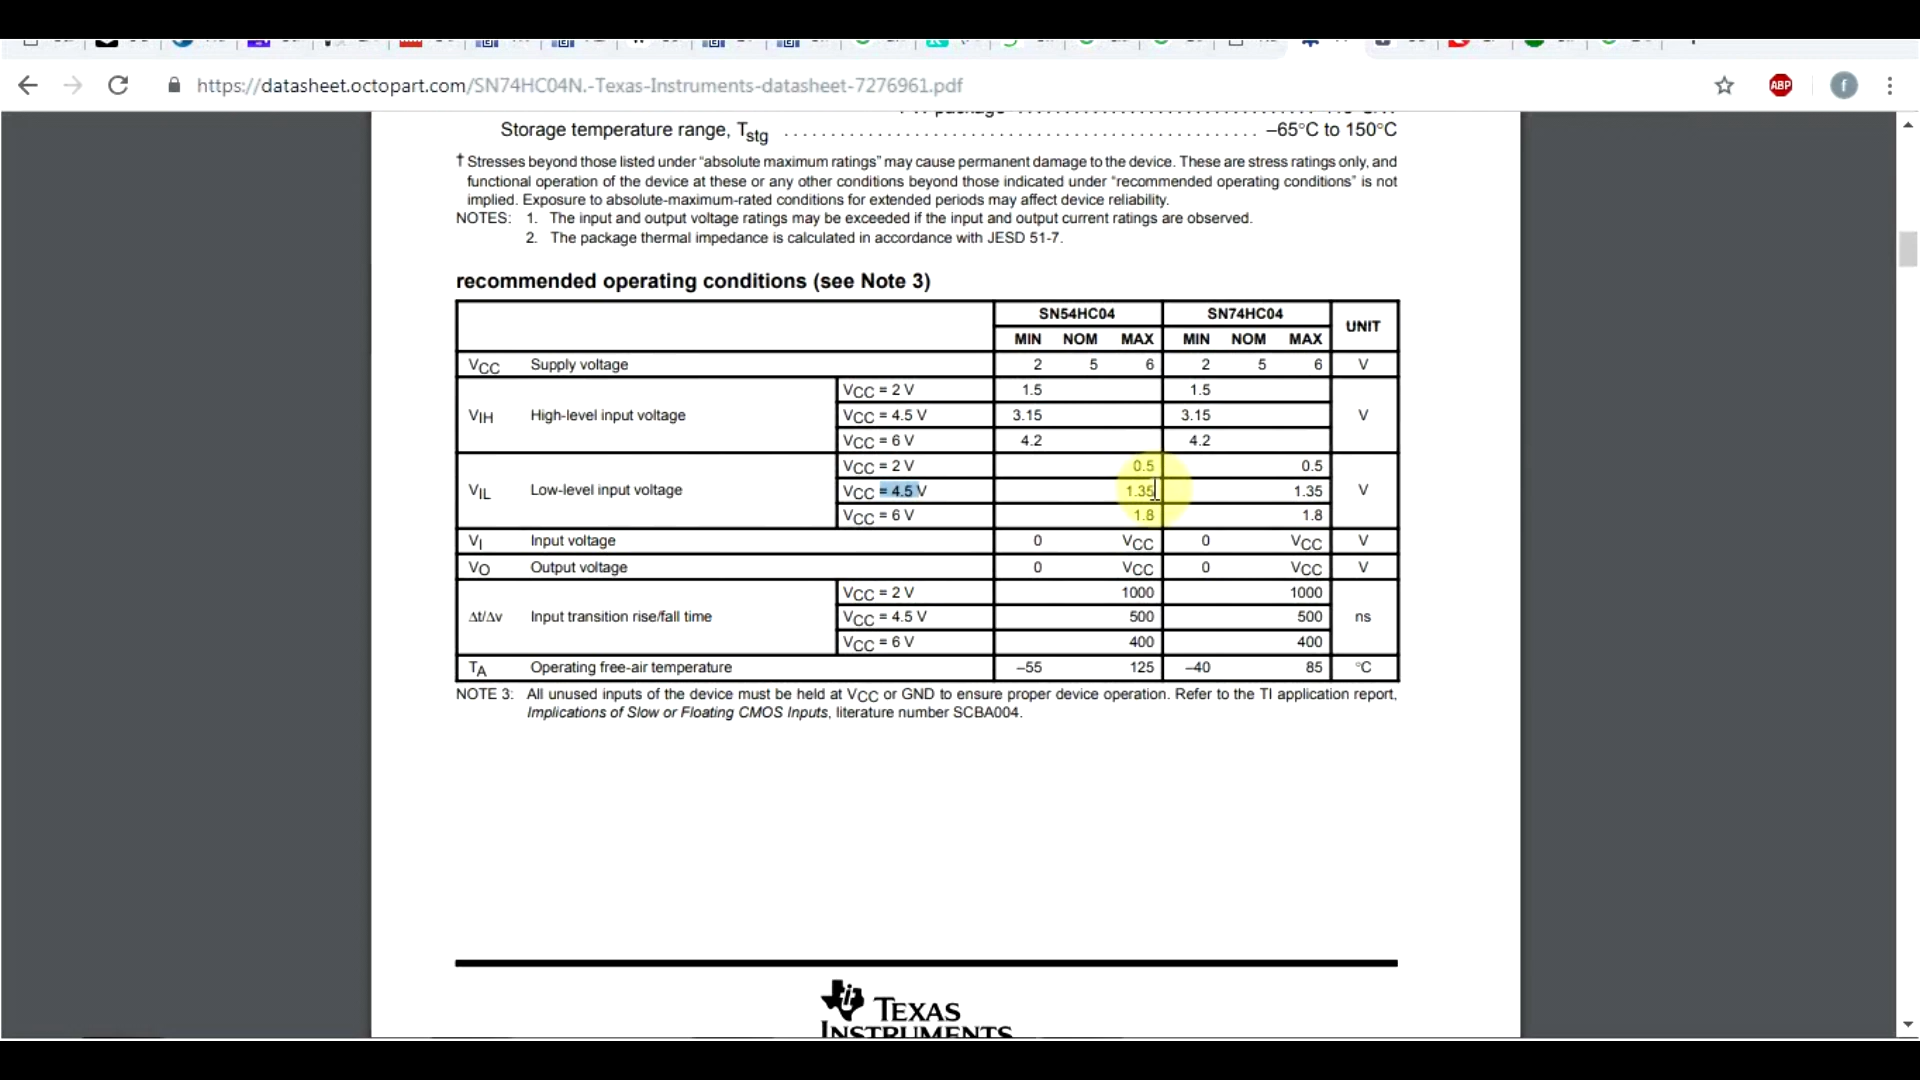 https://datasheet.octopart.com/SN74HC04N.-Texas-Instruments-datasheet-7276961.pdf
ABP
f
Storage temperature range, Tstg . . . . . . . . . . . . . . . . . . . . . . . . . . . . . . . . . . . . . . . . . . . . . . . . . . . –65°C to 150°C
† Stresses beyond those listed under “absolute maximum ratings” may cause permanent damage to the device. These are stress ratings only, and
functional operation of the device at these or any other conditions beyond those indicated under “recommended operating conditions” is not
implied. Exposure to absolute-maximum-rated conditions for extended periods may affect device reliability.
NOTES: 1. The input and output voltage ratings may be exceeded if the input and output current ratings are observed.
2. The package thermal impedance is calculated in accordance with JESD 51-7.
recommended operating conditions (see Note 3)
SN54HC04 SN74HC04 UNIT
MIN NOM MAX MIN NOM MAX
VCC Supply voltage 2 5 6 2 5 6 V
VIH High-level input voltage VCC = 2 V 1.5 1.5 V
VCC = 4.5 V 3.15 3.15
VCC = 6 V 4.2 4.2
VIL Low-level input voltage VCC = 2 V 0.5 0.5 V
VCC = 4.5 V 1.35 1.35
VCC = 6 V 1.8 1.8
VI Input voltage 0 VCC 0 VCC V
VO Output voltage 0 VCC 0 VCC V
Δt/Δv Input transition rise/fall time VCC = 2 V 1000 1000 ns
VCC = 4.5 V 500 500
VCC = 6 V 400 400
TA Operating free-air temperature –55 125 –40 85 °C
NOTE 3: All unused inputs of the device must be held at VCC or GND to ensure proper device operation. Refer to the TI application report,
Implications of Slow or Floating CMOS Inputs, literature number SCBA004.
TEXAS
INSTRUMENTS